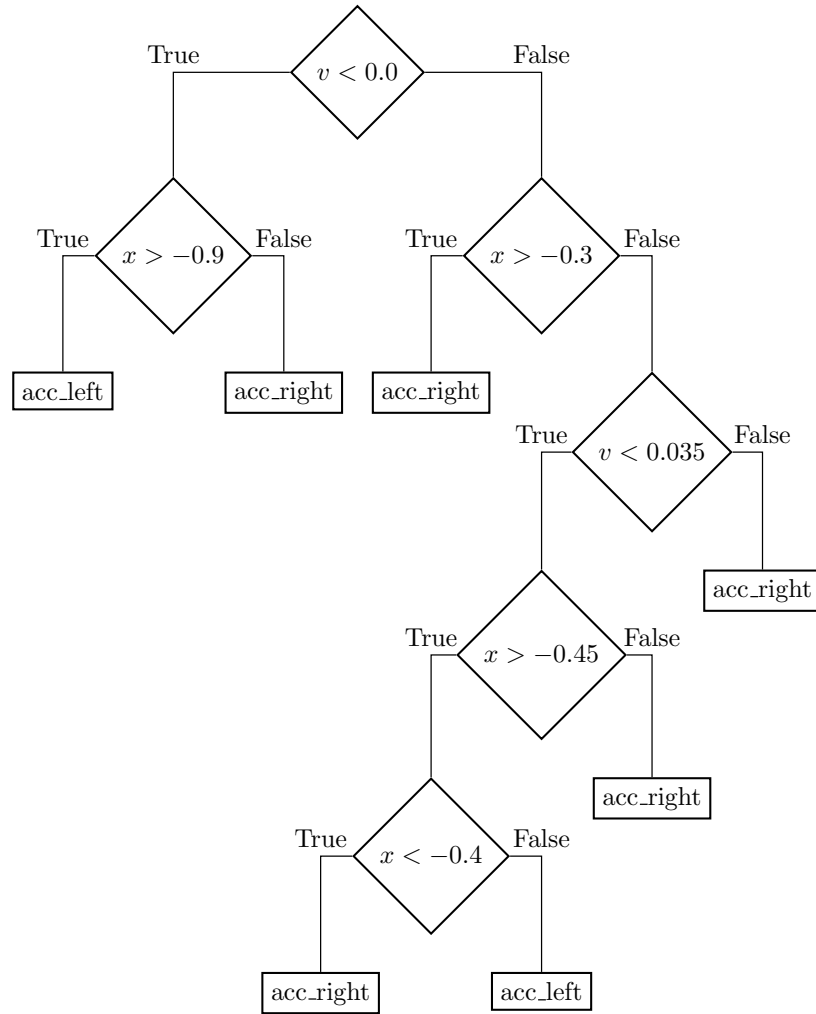 True
False
v < 0.0
True
False
True
False
x > −0.9
x > −0.3
acc_left
acc_right
acc_right
True
False
v < 0.035
acc_right
True
False
x > −0.45
acc_right
True
False
x < −0.4
acc_right
acc_left